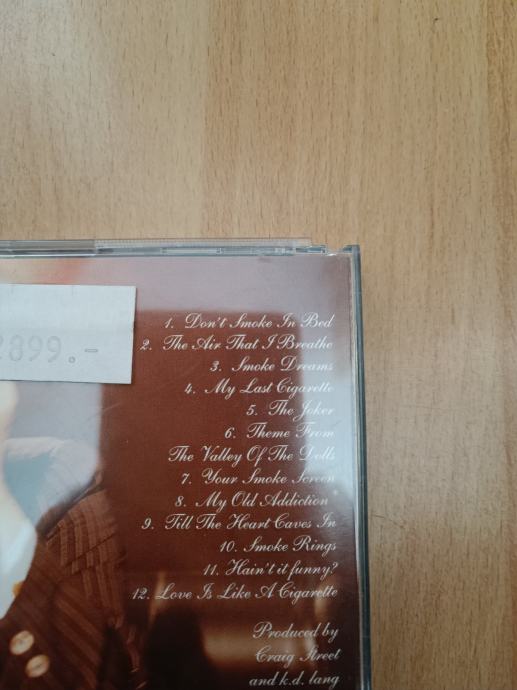 2899.-
1. Don't Smoke In Bed
2. The Air That I Breathe
3. Smoke Dreams
4. My Last Cigarette
5. The Joker
6. Theme From
The Valley Of The Dolls
7. Your Smoke Screen
8. My Old Addiction*
9. Till The Heart Caves In
10. Smoke Rings
11. Hain't it funny?
12. Love Is Like A Cigarette
Produced by
Craig Street
and k.d. lang